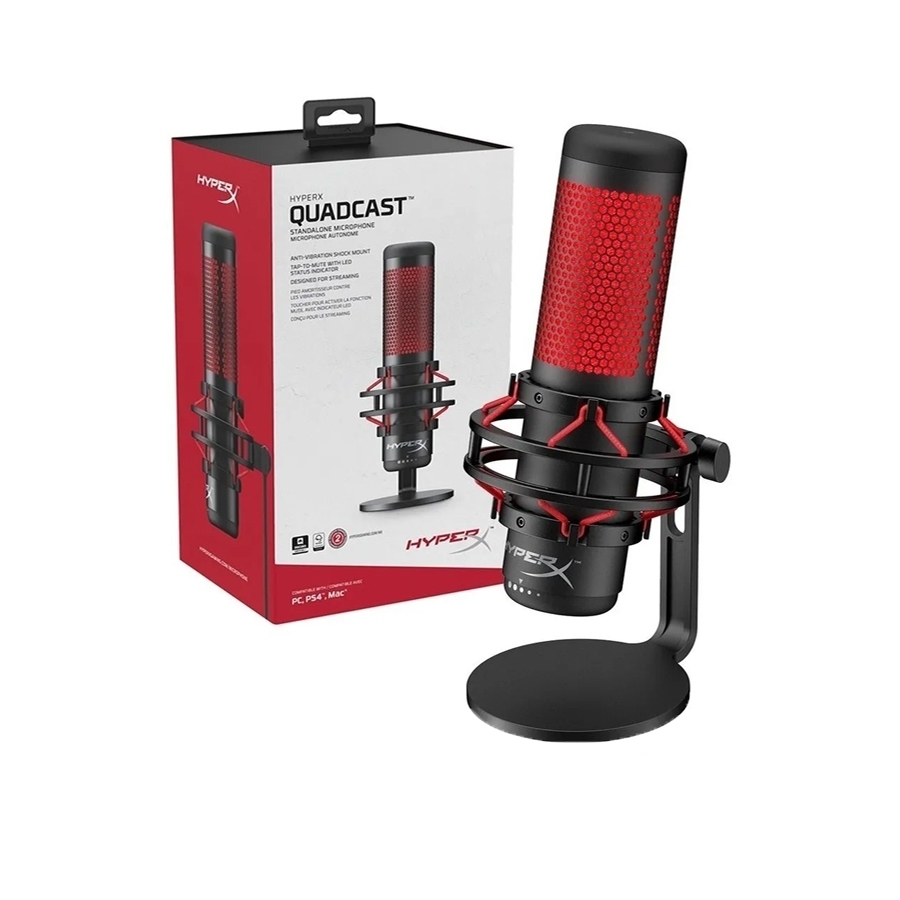 HYPERX
HYPERX
QUADCAST™
STANDALONE MICROPHONE
MICROPHONE AUTONOME
ANTI-VIBRATION SHOCK MOUNT
TAP-TO-MUTE WITH LED
STATUS INDICATOR
DESIGNED FOR STREAMING
PIED AMORTISSEUR CONTRE
LES VIBRATIONS
TOUCHER POUR ACTIVER LA FONCTION
MUTE, AVEC INDICATEUR LED
CONÇU POUR LE STREAMING
HYPERX
2
HYPERX
COMPATIBLE WITH / COMPATIBLE AVEC
PC, PS4™, Mac™
HYPERX™